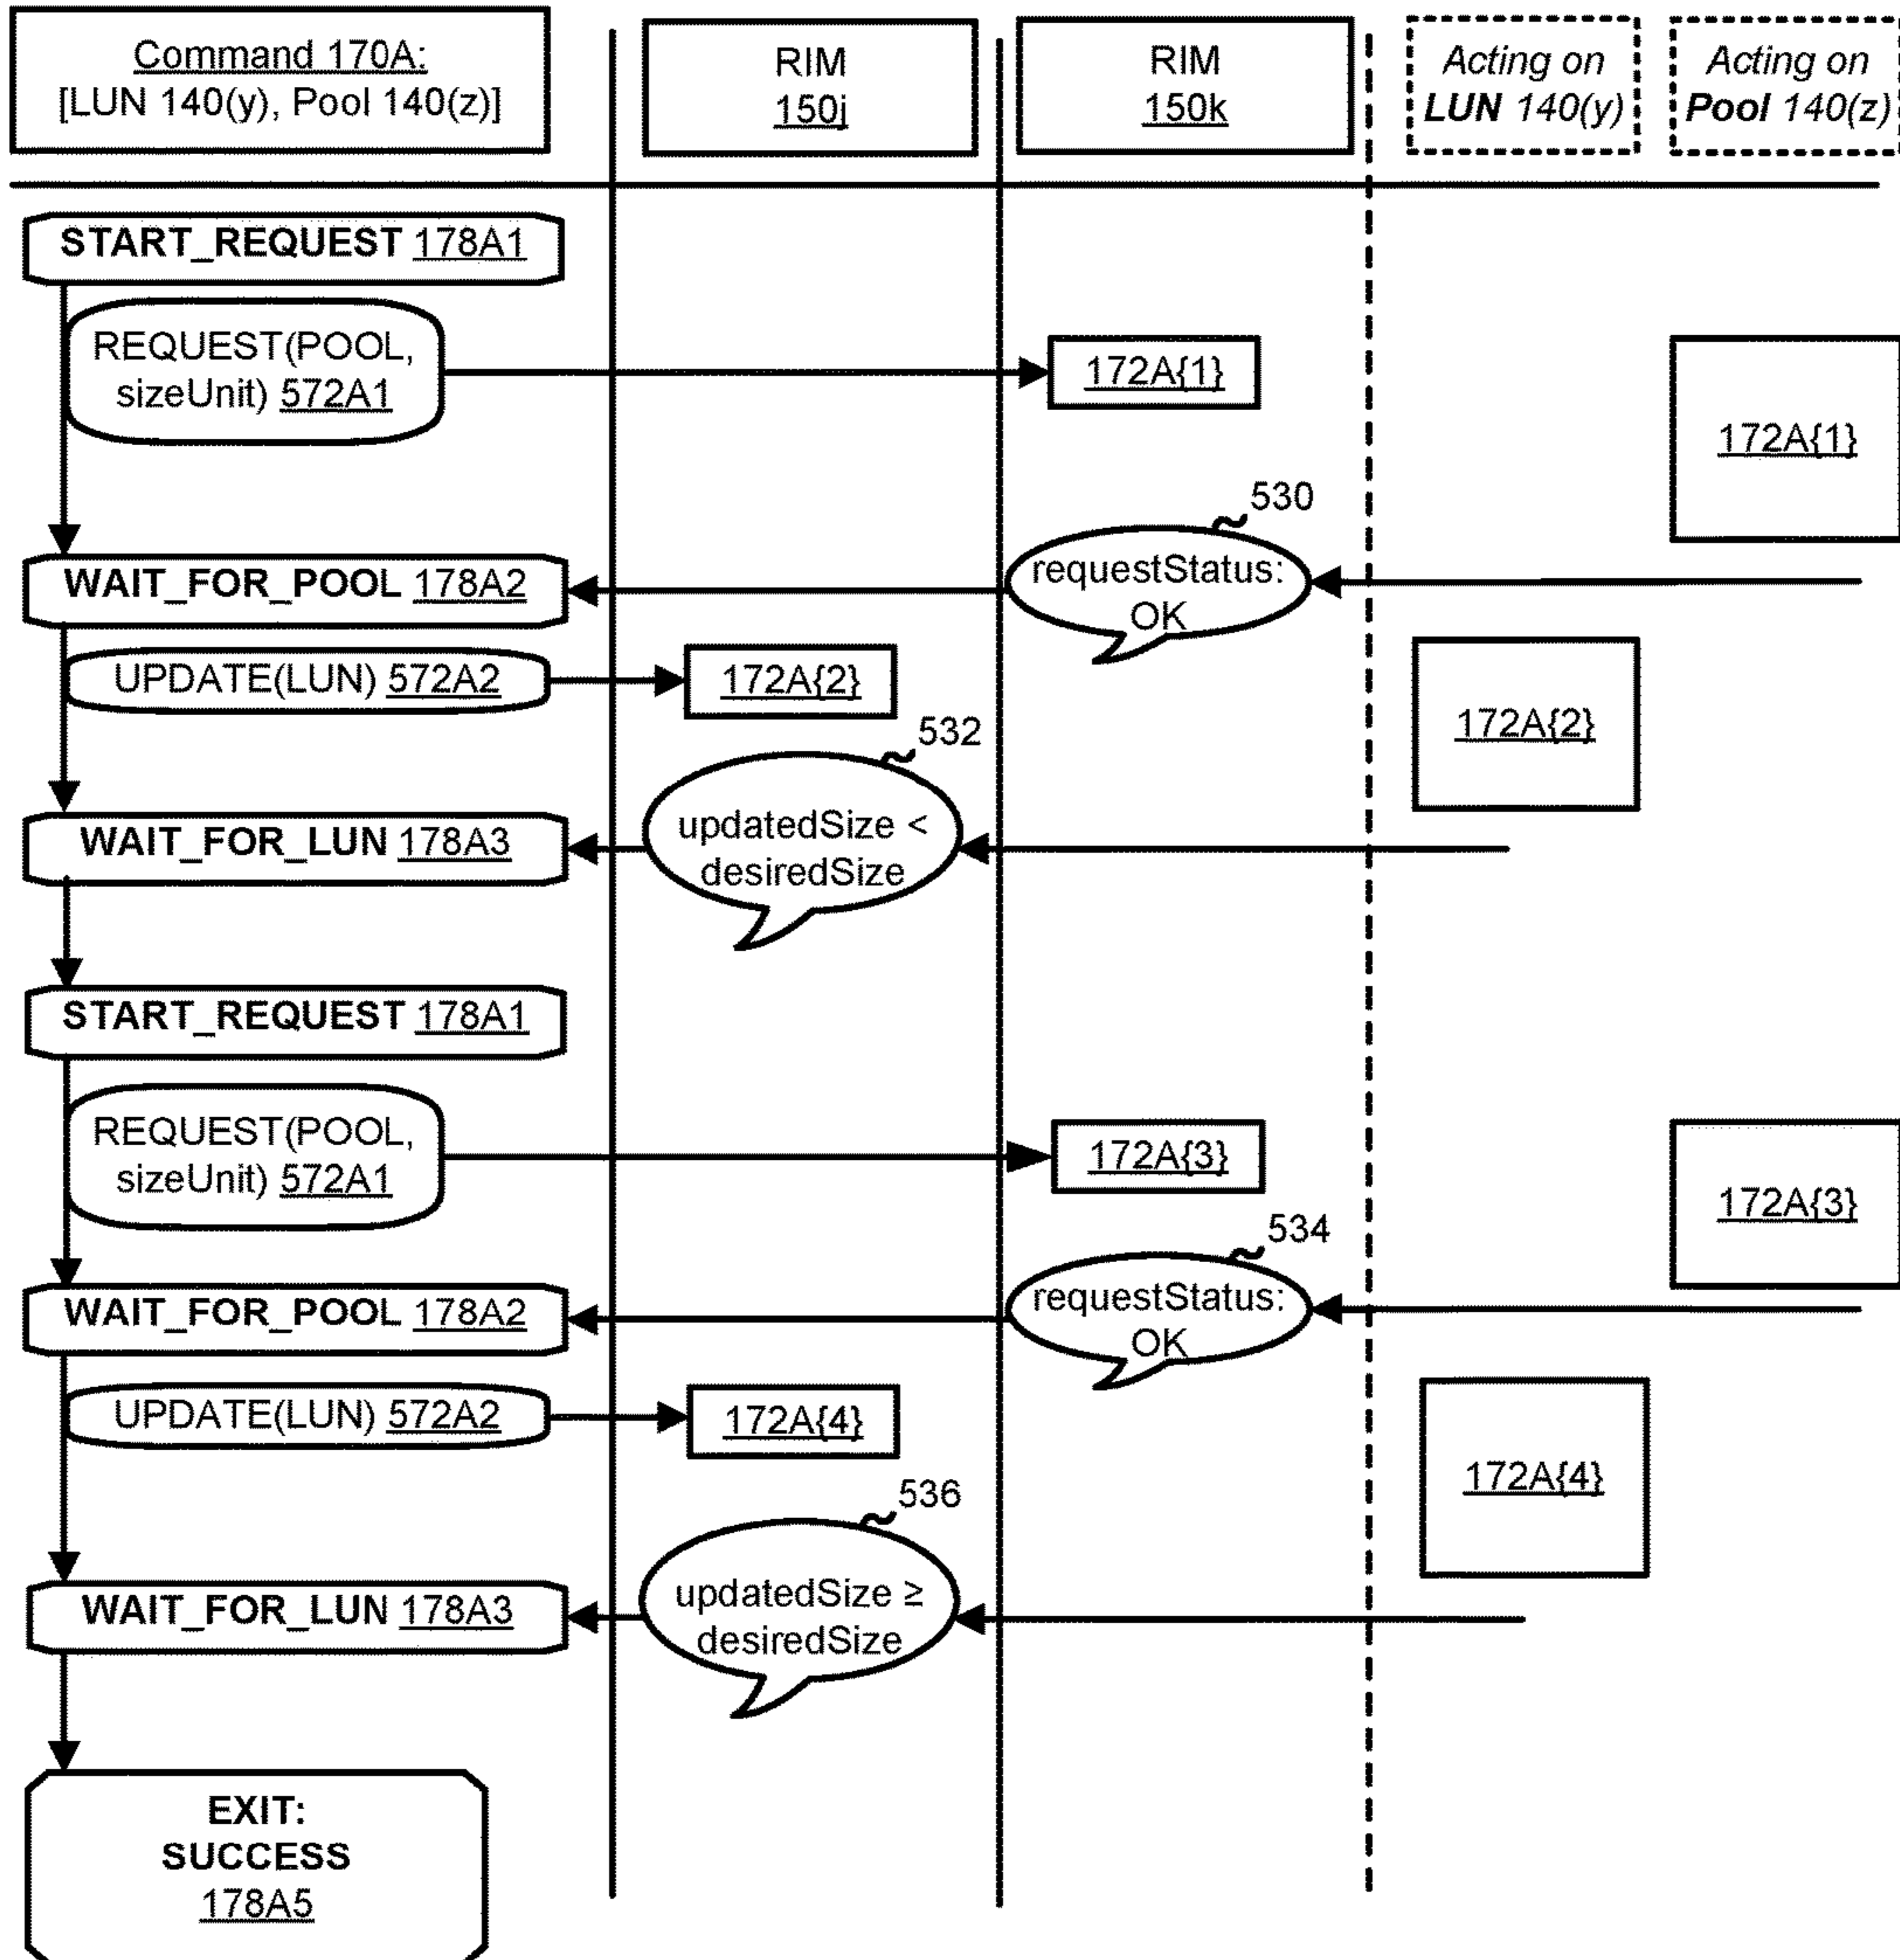 Command 170A:
[LUN 140(y), Pool 140(z)]
RIM
150j
RIM
150k
Acting on
LUN 140(y)
Acting on
Pool 140(z)
START_REQUEST 178A1
REQUEST(POOL,
sizeUnit) 572A1
172A{1}
172A{1}
530
requestStatus:
OK
WAIT_FOR_POOL 178A2
UPDATE(LUN) 572A2
172A{2}
172A{2}
532
updatedSize <
desiredSize
WAIT_FOR_LUN 178A3
START_REQUEST 178A1
REQUEST(POOL,
sizeUnit) 572A1
172A{3}
172A{3}
534
requestStatus:
OK
WAIT_FOR_POOL 178A2
UPDATE(LUN) 572A2
172A{4}
172A{4}
536
updatedSize ≥
desiredSize
WAIT_FOR_LUN 178A3
EXIT:
SUCCESS
178A5